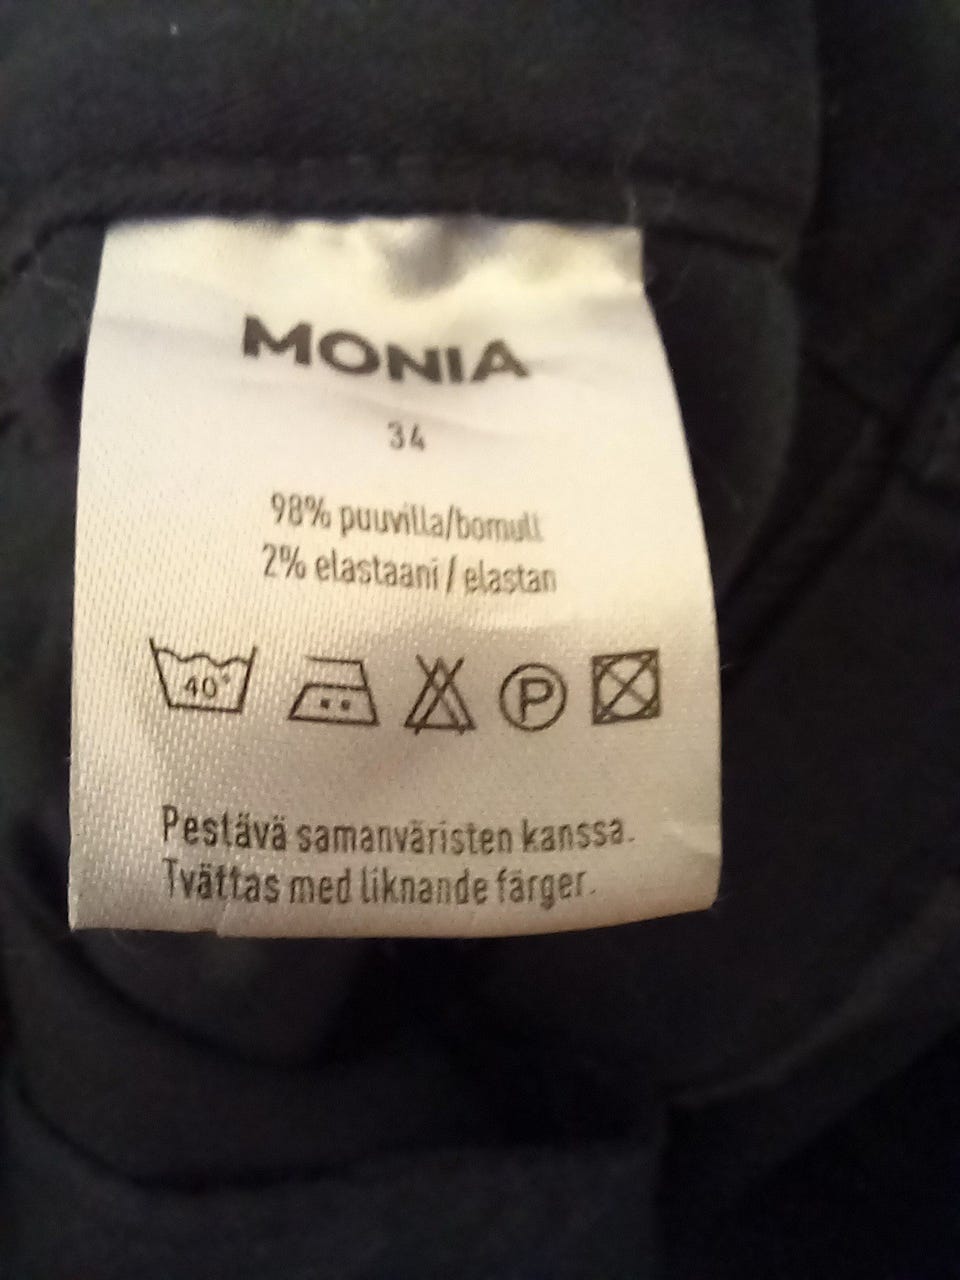 MONIA
34
98% puuvilla/bomull
2% elastaani / elastan
40°
P
Pestävä samanväristen kanssa.
Tvättas med liknande färger.